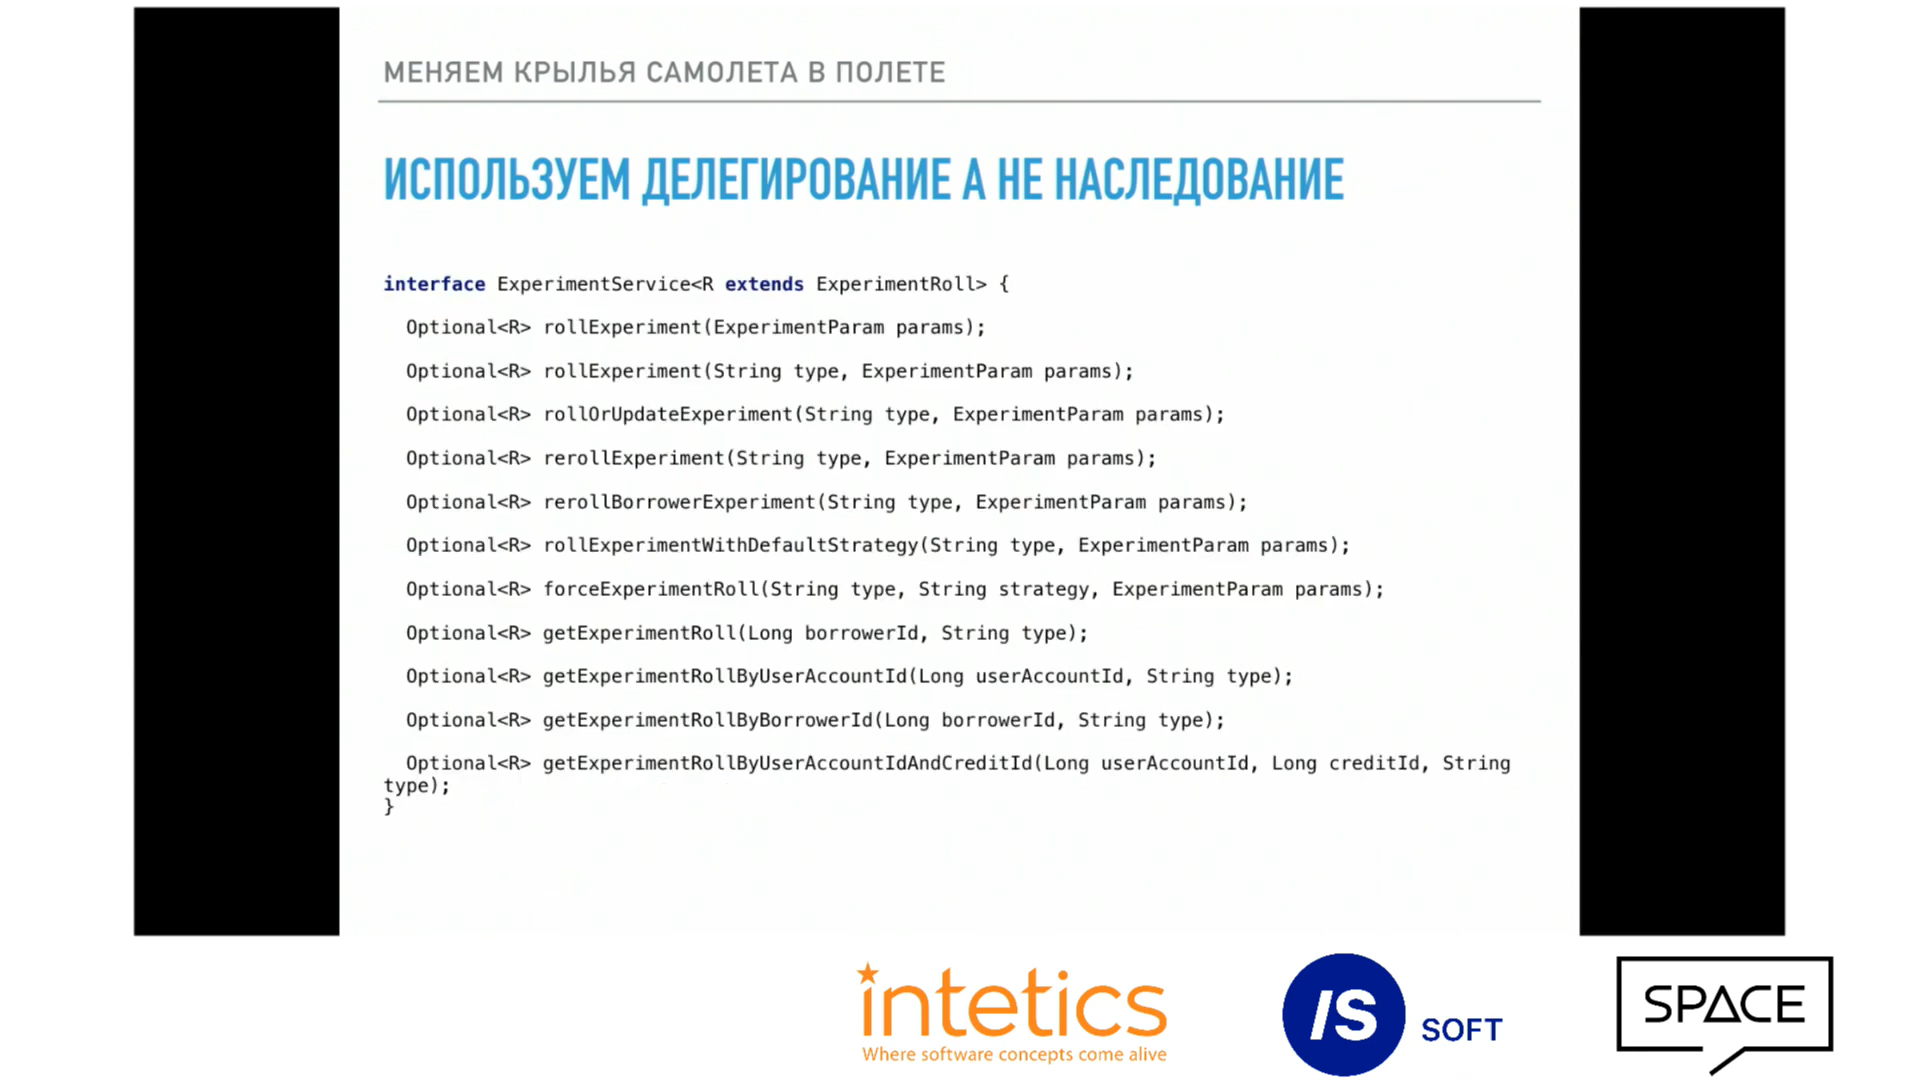 МЕНЯЕМ КРЫЛЬЯ САМОЛЕТА В ПОЛЕТЕ
ИСПОЛЬЗУЕМ ДЕЛЕГИРОВАНИЕ А НЕ НАСЛЕДОВАНИЕ
interface ExperimentService<R extends ExperimentRoll> {
Optional<R> rollExperiment(ExperimentParam params);
Optional<R> rollExperiment(String type, ExperimentParam params);
Optional<R> rollOrUpdateExperiment(String type, ExperimentParam params);
Optional<R> rerollExperiment(String type, ExperimentParam params);
Optional<R> rerollBorrowerExperiment(String type, ExperimentParam params);
Optional<R> rollExperimentWithDefaultStrategy(String type, ExperimentParam params);
Optional<R> forceExperimentRoll(String type, String strategy, ExperimentParam params);
Optional<R> getExperimentRoll(Long borrowerId, String type);
Optional<R> getExperimentRollByUserAccountId(Long userAccountId, String type);
Optional<R> getExperimentRollByBorrowerId(Long borrowerId, String type);
Optional<R> getExperimentRollByUserAccountIdAndCreditId(Long userAccountId, Long creditId, String
type);
}
intetics
Where software concepts come alive
IS SOFT
SPACE